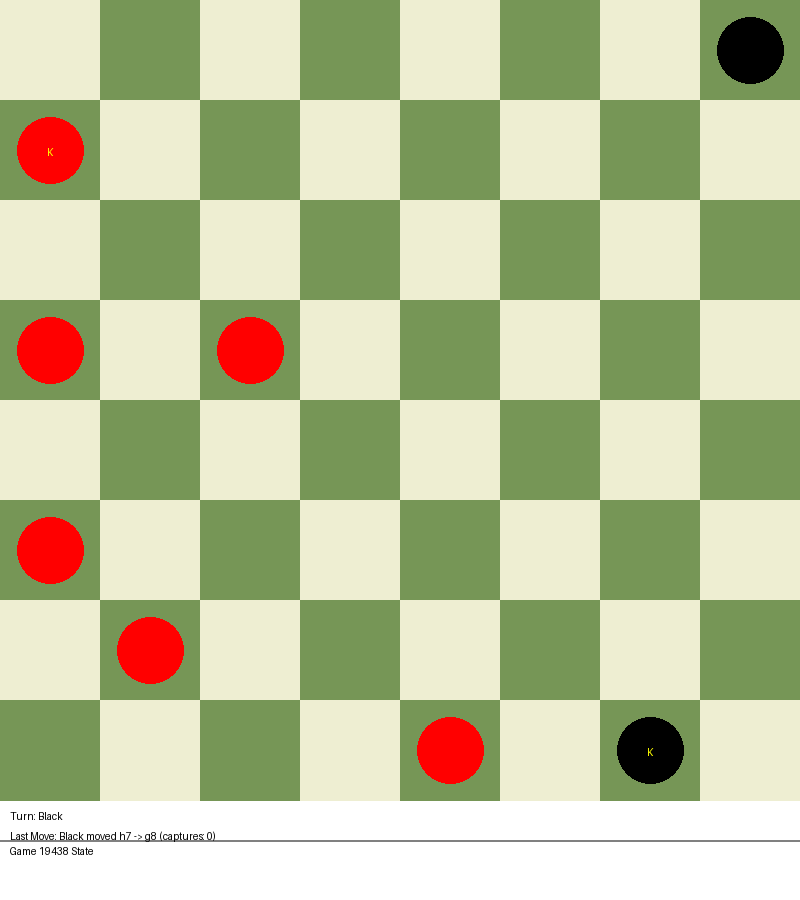 K
K
Turn: Black
Last Move: Black moved h7 -> g8 (captures: 0)
Game 19438 State